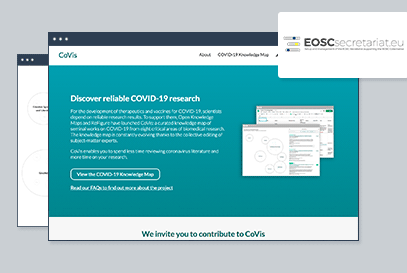 EOSCsecretariat.eu
CoVis
About
COVID-19 Knowledge Map
Discover reliable COVID-19 research
For the development of therapeutics and vaccines for COVID-19, scientists
depend on reliable research results. To support them, Open Knowledge
Maps and ReFigure have launched CoVis: a curated knowledge map of
seminal works on COVID-19 from eight critical areas of biomedical research.
The knowledge map is constantly evolving thanks to the collective editing of
subject-matter experts.
CoVis enables you to spend less time reviewing coronavirus literature and
more time on your research.
View the COVID-19 Knowledge Map
Read our FAQs to find out more about the project
We invite you to contribute to CoVis